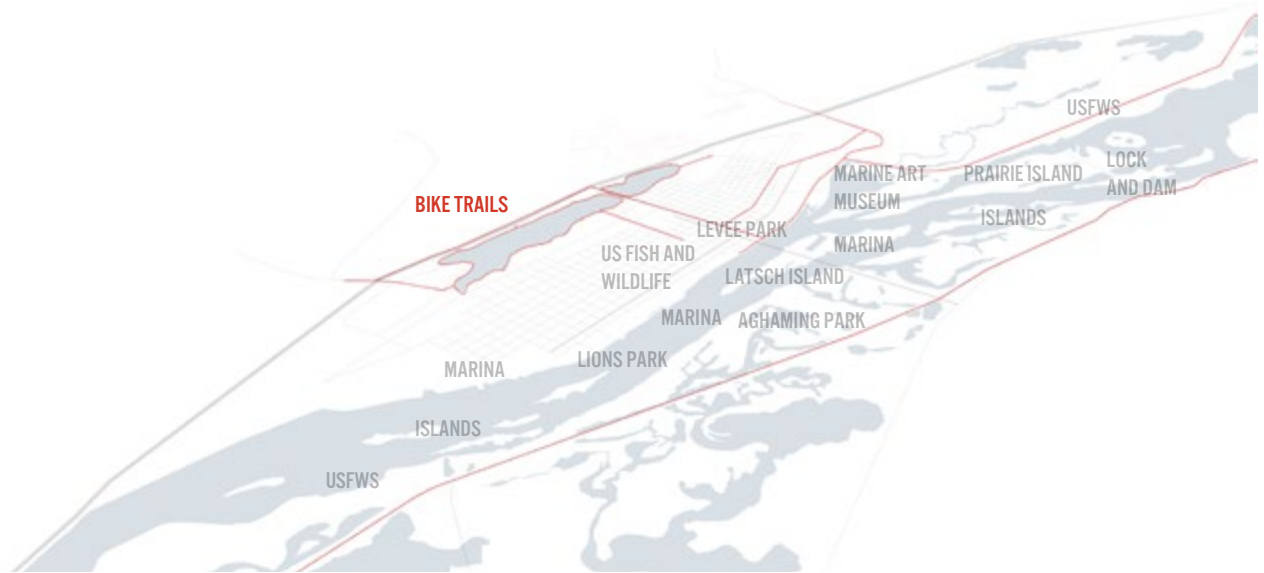 USFWS
LOCK
AND DAM
MARINE ART
MUSEUM
PRAIRIE ISLAND
BIKE TRAILS
ISLANDS
LEVEE PARK
MARINA
US FISH AND
WILDLIFE
LATSCH ISLAND
MARINA
AGHAMING PARK
LIONS PARK
MARINA
ISLANDS
USFWS